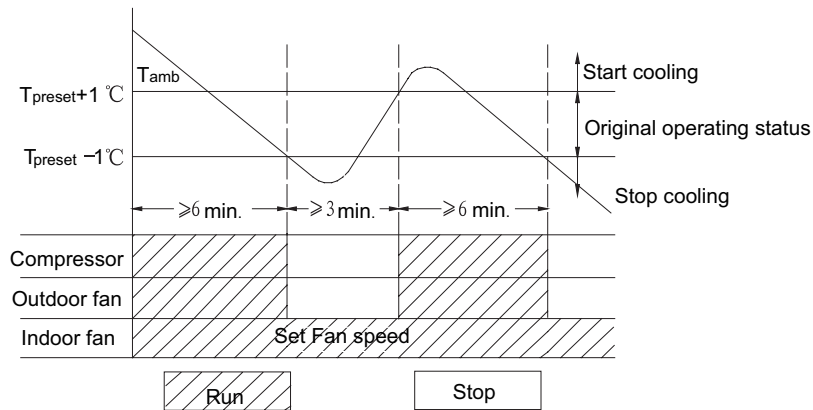 Tamb
Start cooling
Tpreset+1 ℃
Original operating status
Tpreset −1℃
Stop cooling
≥6 min.
≥3 min.
≥6 min.
Compressor
Outdoor fan
Indoor fan
Set Fan speed
Run
Stop